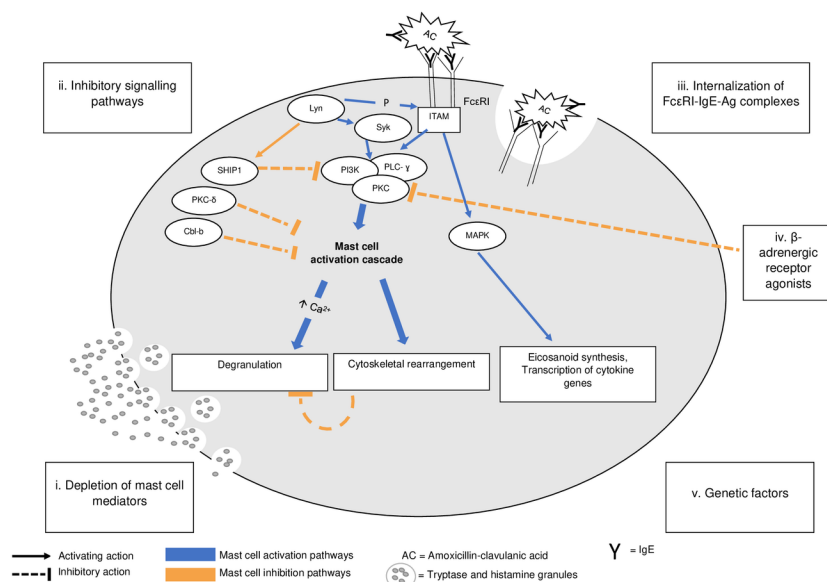 AC
ii. Inhibitory signalling
pathways
iii. Internalization of
FcεRI-IgE-Ag complexes
Lyn
P
FcεRI
ITAM
AC
Syk
SHIP1
PI3K
PLC- γ
PKC
PKC-δ
Cbl-b
MAPK
iv. β-
adrenergic
receptor
agonists
Mast cell
activation cascade
↑ Ca²⁺
Degranulation
Cytoskeletal rearrangement
Eicosanoid synthesis,
Transcription of cytokine
genes
i. Depletion of mast cell
mediators
v. Genetic factors
Activating action
Mast cell activation pathways
AC = Amoxicillin-clavulanic acid
= IgE
Inhibitory action
Mast cell inhibition pathways
= Tryptase and histamine granules